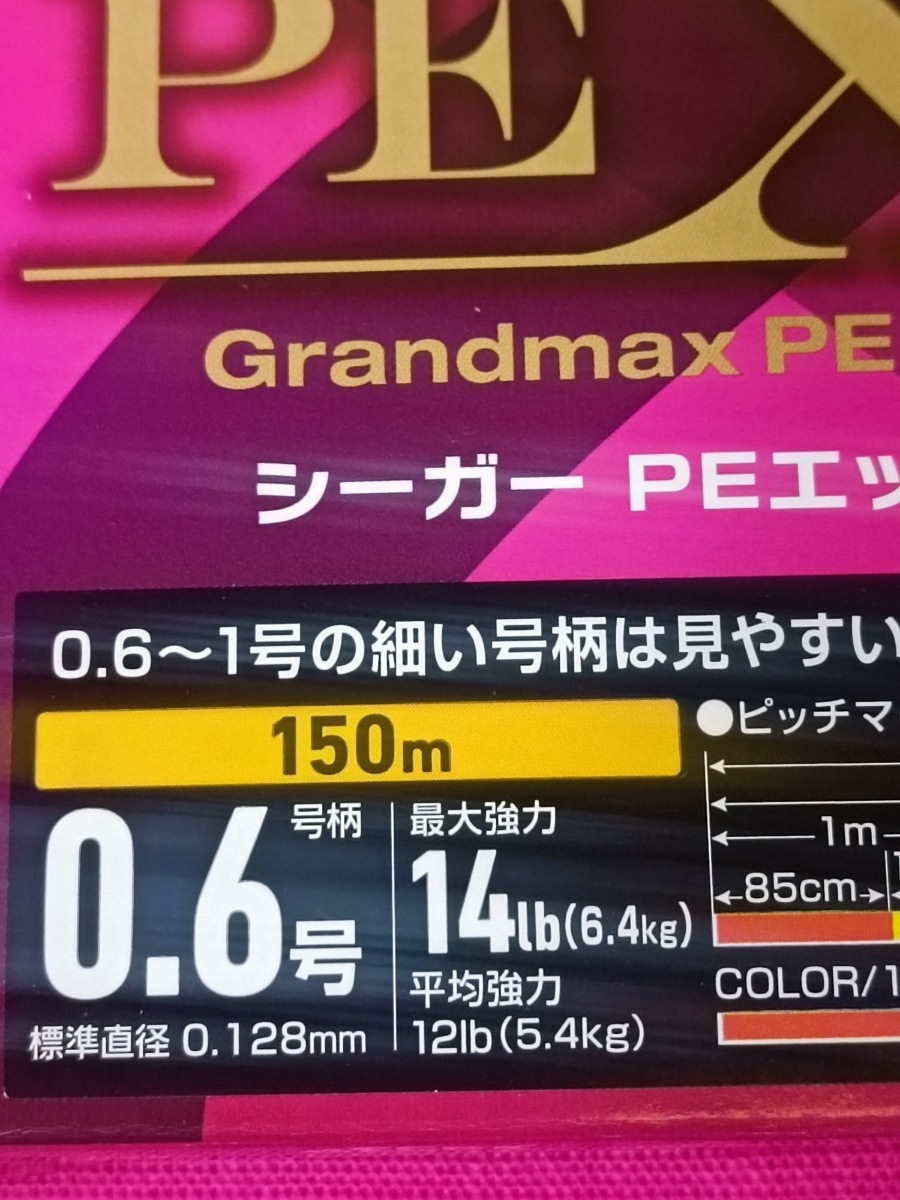 PEX
Grandmax PE
シーガー PEエッ
0.6～1号の細い号柄は見やすい
150m
●ピッチマ
号柄
0.6号
標準直径 0.128mm
最大強力
14lb(6.4kg)
平均強力
12lb(5.4kg)
1m
85cm
COLOR/1